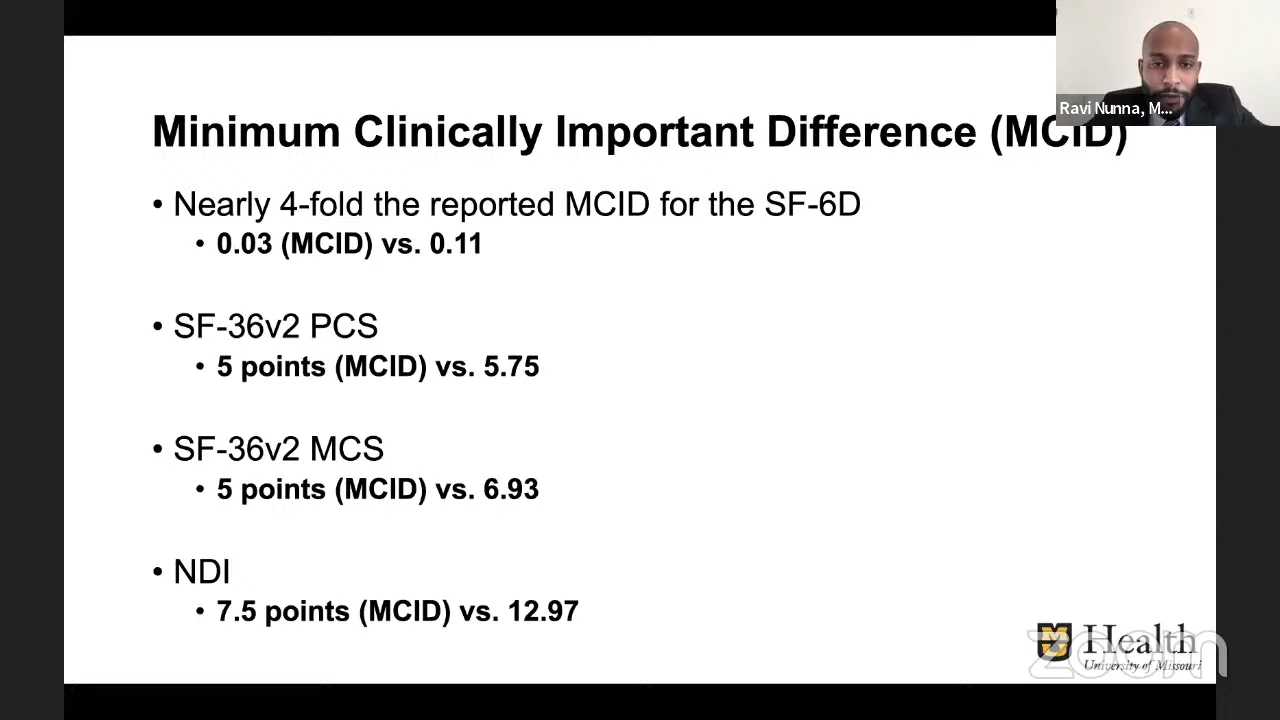 Ravi Nunna, M...
Minimum Clinically Important Difference (MCID)
• Nearly 4-fold the reported MCID for the SF-6D
• 0.03 (MCID) vs. 0.11
• SF-36v2 PCS
• 5 points (MCID) vs. 5.75
• SF-36v2 MCS
• 5 points (MCID) vs. 6.93
• NDI
• 7.5 points (MCID) vs. 12.97
Health
University of Missouri
zoom